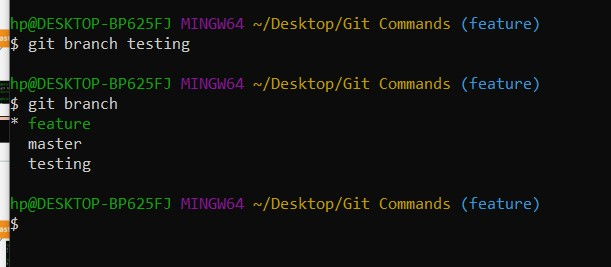 hp@DESKTOP-BP625FJ MINGW64 ~/Desktop/Git Commands (feature)
$ git branch testing
hp@DESKTOP-BP625FJ MINGW64 ~/Desktop/Git Commands (feature)
$ git branch
* feature
  master
  testing
hp@DESKTOP-BP625FJ MINGW64 ~/Desktop/Git Commands (feature)
$